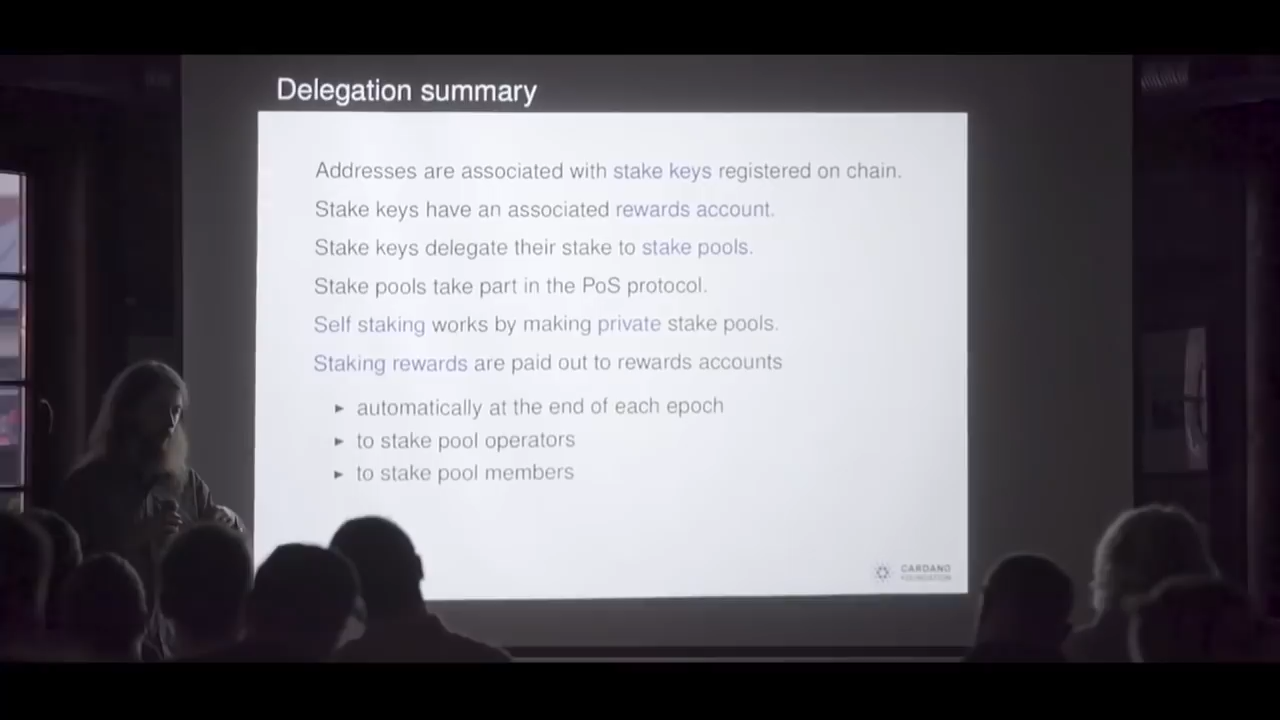 Delegation summary
Addresses are associated with stake keys registered on chain.
Stake keys have an associated rewards account.
Stake keys delegate their stake to stake pools.
Stake pools take part in the PoS protocol.
Self staking works by making private stake pools.
Staking rewards are paid out to rewards accounts
▸ automatically at the end of each epoch
▸ to stake pool operators
▸ to stake pool members
CARDANO
FOUNDATION